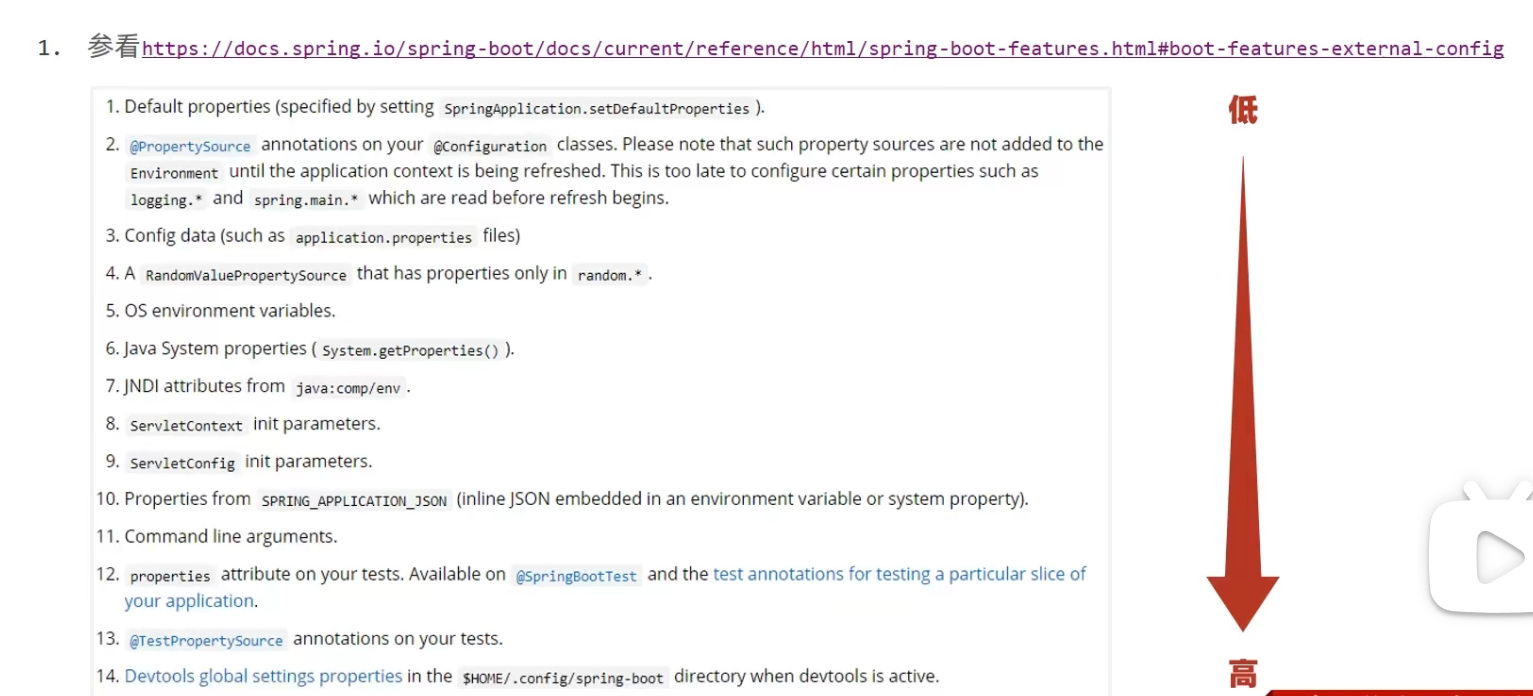 1. 参看https://docs.spring.io/spring-boot/docs/current/reference/html/spring-boot-features.html#boot-features-external-config
1. Default properties (specified by setting SpringApplication.setDefaultProperties ).
低
2. @PropertySource annotations on your @Configuration classes. Please note that such property sources are not added to the
Environment until the application context is being refreshed. This is too late to configure certain properties such as
logging.* and spring.main.* which are read before refresh begins.
3. Config data (such as application.properties files)
4. A RandomValuePropertySource that has properties only in random.* .
5. OS environment variables.
6. Java System properties ( System.getProperties() ).
7. JNDI attributes from java:comp/env .
8. ServletContext init parameters.
9. ServletConfig init parameters.
10. Properties from SPRING_APPLICATION_JSON (inline JSON embedded in an environment variable or system property).
11. Command line arguments.
12. properties attribute on your tests. Available on @SpringBootTest and the test annotations for testing a particular slice of
your application.
13. @TestPropertySource annotations on your tests.
14. Devtools global settings properties in the $HOME/.config/spring-boot directory when devtools is active.
高